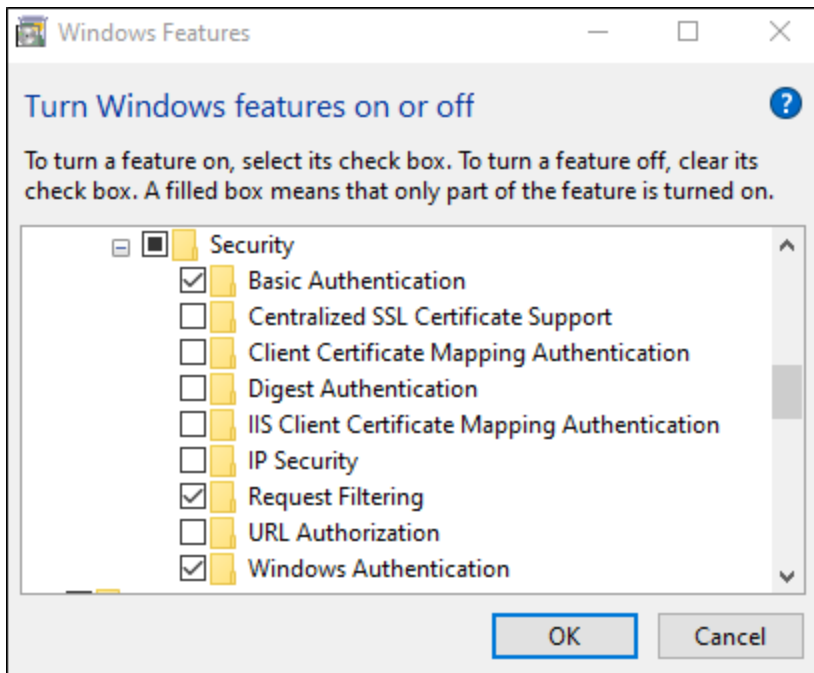 Windows Features
Turn Windows features on or off
?
To turn a feature on, select its check box. To turn a feature off, clear its
check box. A filled box means that only part of the feature is turned on.
Security
Basic Authentication
Centralized SSL Certificate Support
Client Certificate Mapping Authentication
Digest Authentication
IIS Client Certificate Mapping Authentication
IP Security
Request Filtering
URL Authorization
Windows Authentication
OK
Cancel